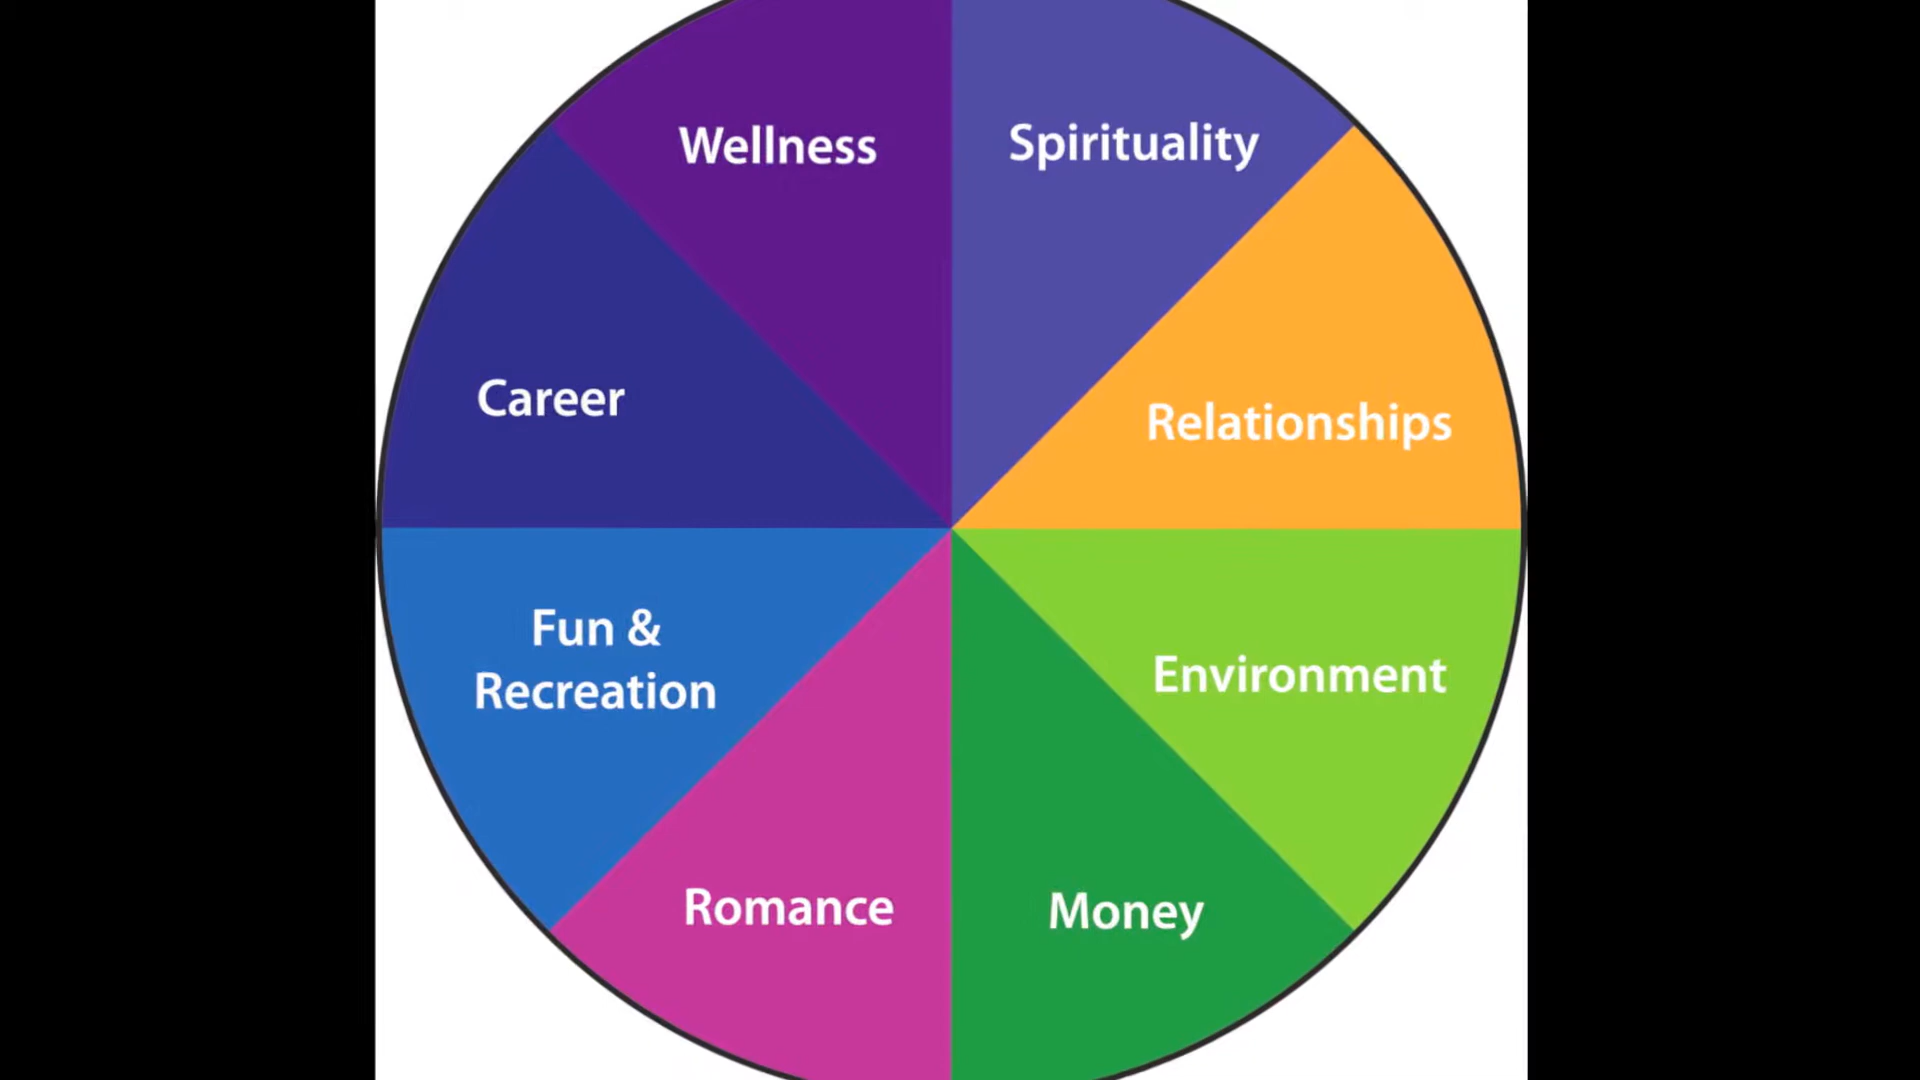 Wellness
Spirituality
Career
Relationships
Fun &
Recreation
Environment
Romance
Money